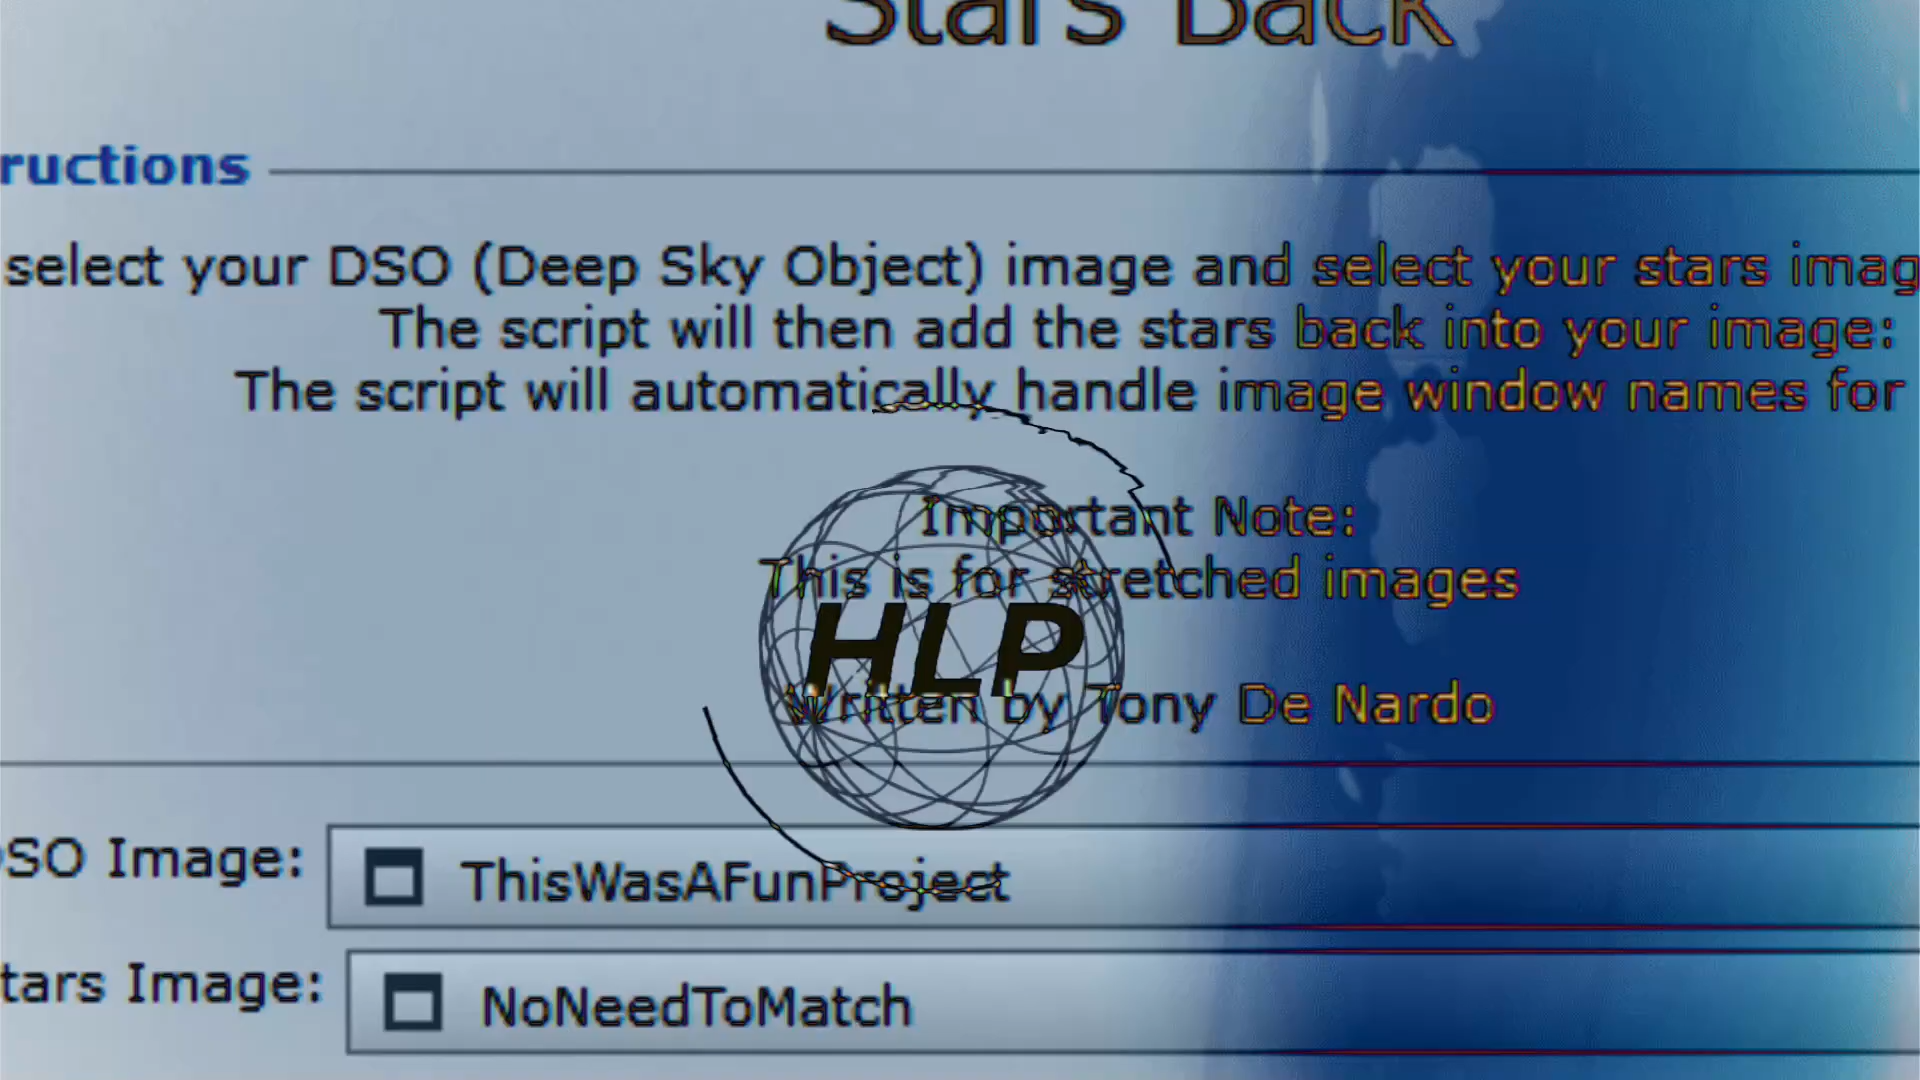 Stars Back
ructions
select your DSO (Deep Sky Object) image and select your stars imag
The script will then add the stars back into your image:
The script will automatically handle image window names for
Important Note:
This is for stretched images
HLP
Written by Tony De Nardo
SO Image:
ThisWasAFunProject
tars Image:
NoNeedToMatch